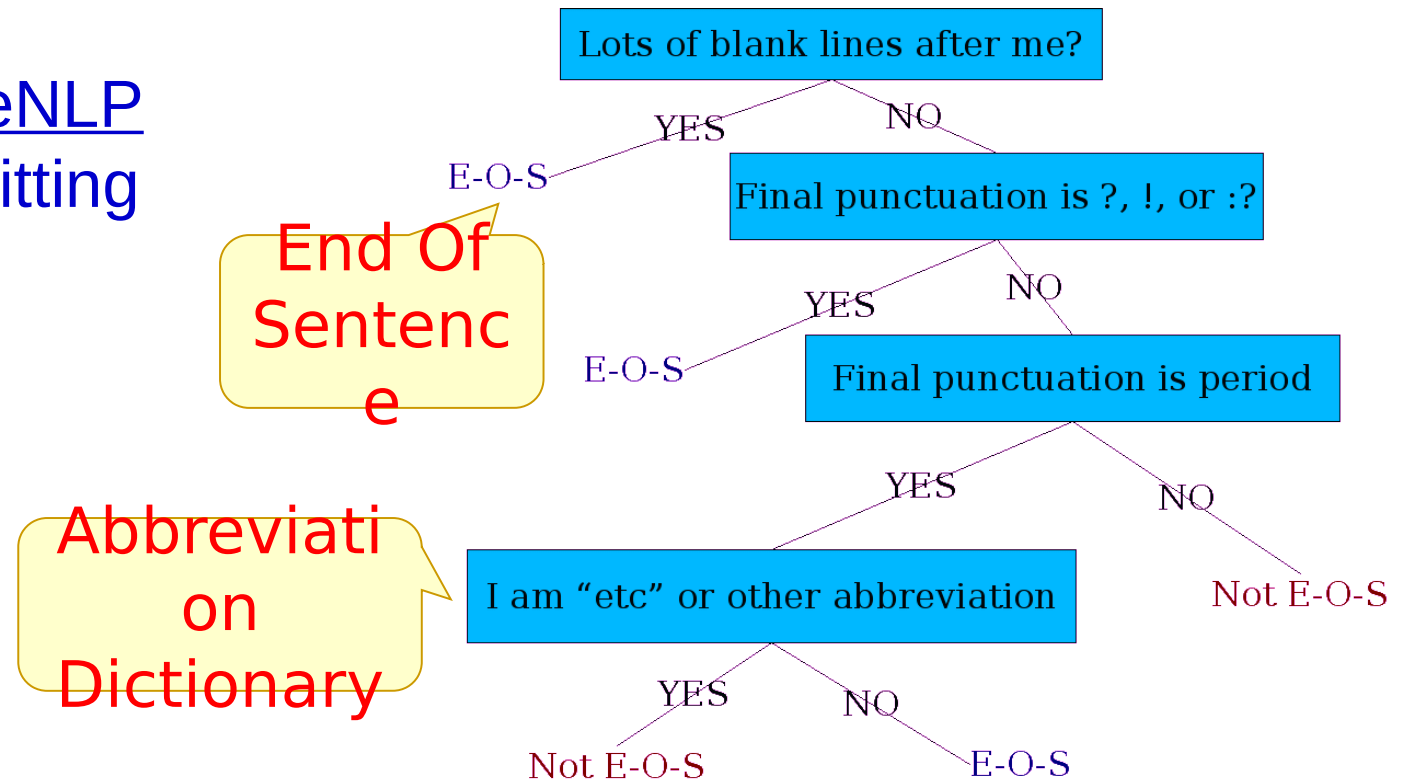 Lots of blank lines after me?
eNLP
itting
YES
NO
E-O-S
Final punctuation is ?, !, or :?
End Of
Sentenc
e
YES
NO
E-O-S
Final punctuation is period
YES
NO
Abbreviati
on
Dictionary
I am “etc” or other abbreviation
Not E-O-S
YES
NO
Not E-O-S
E-O-S